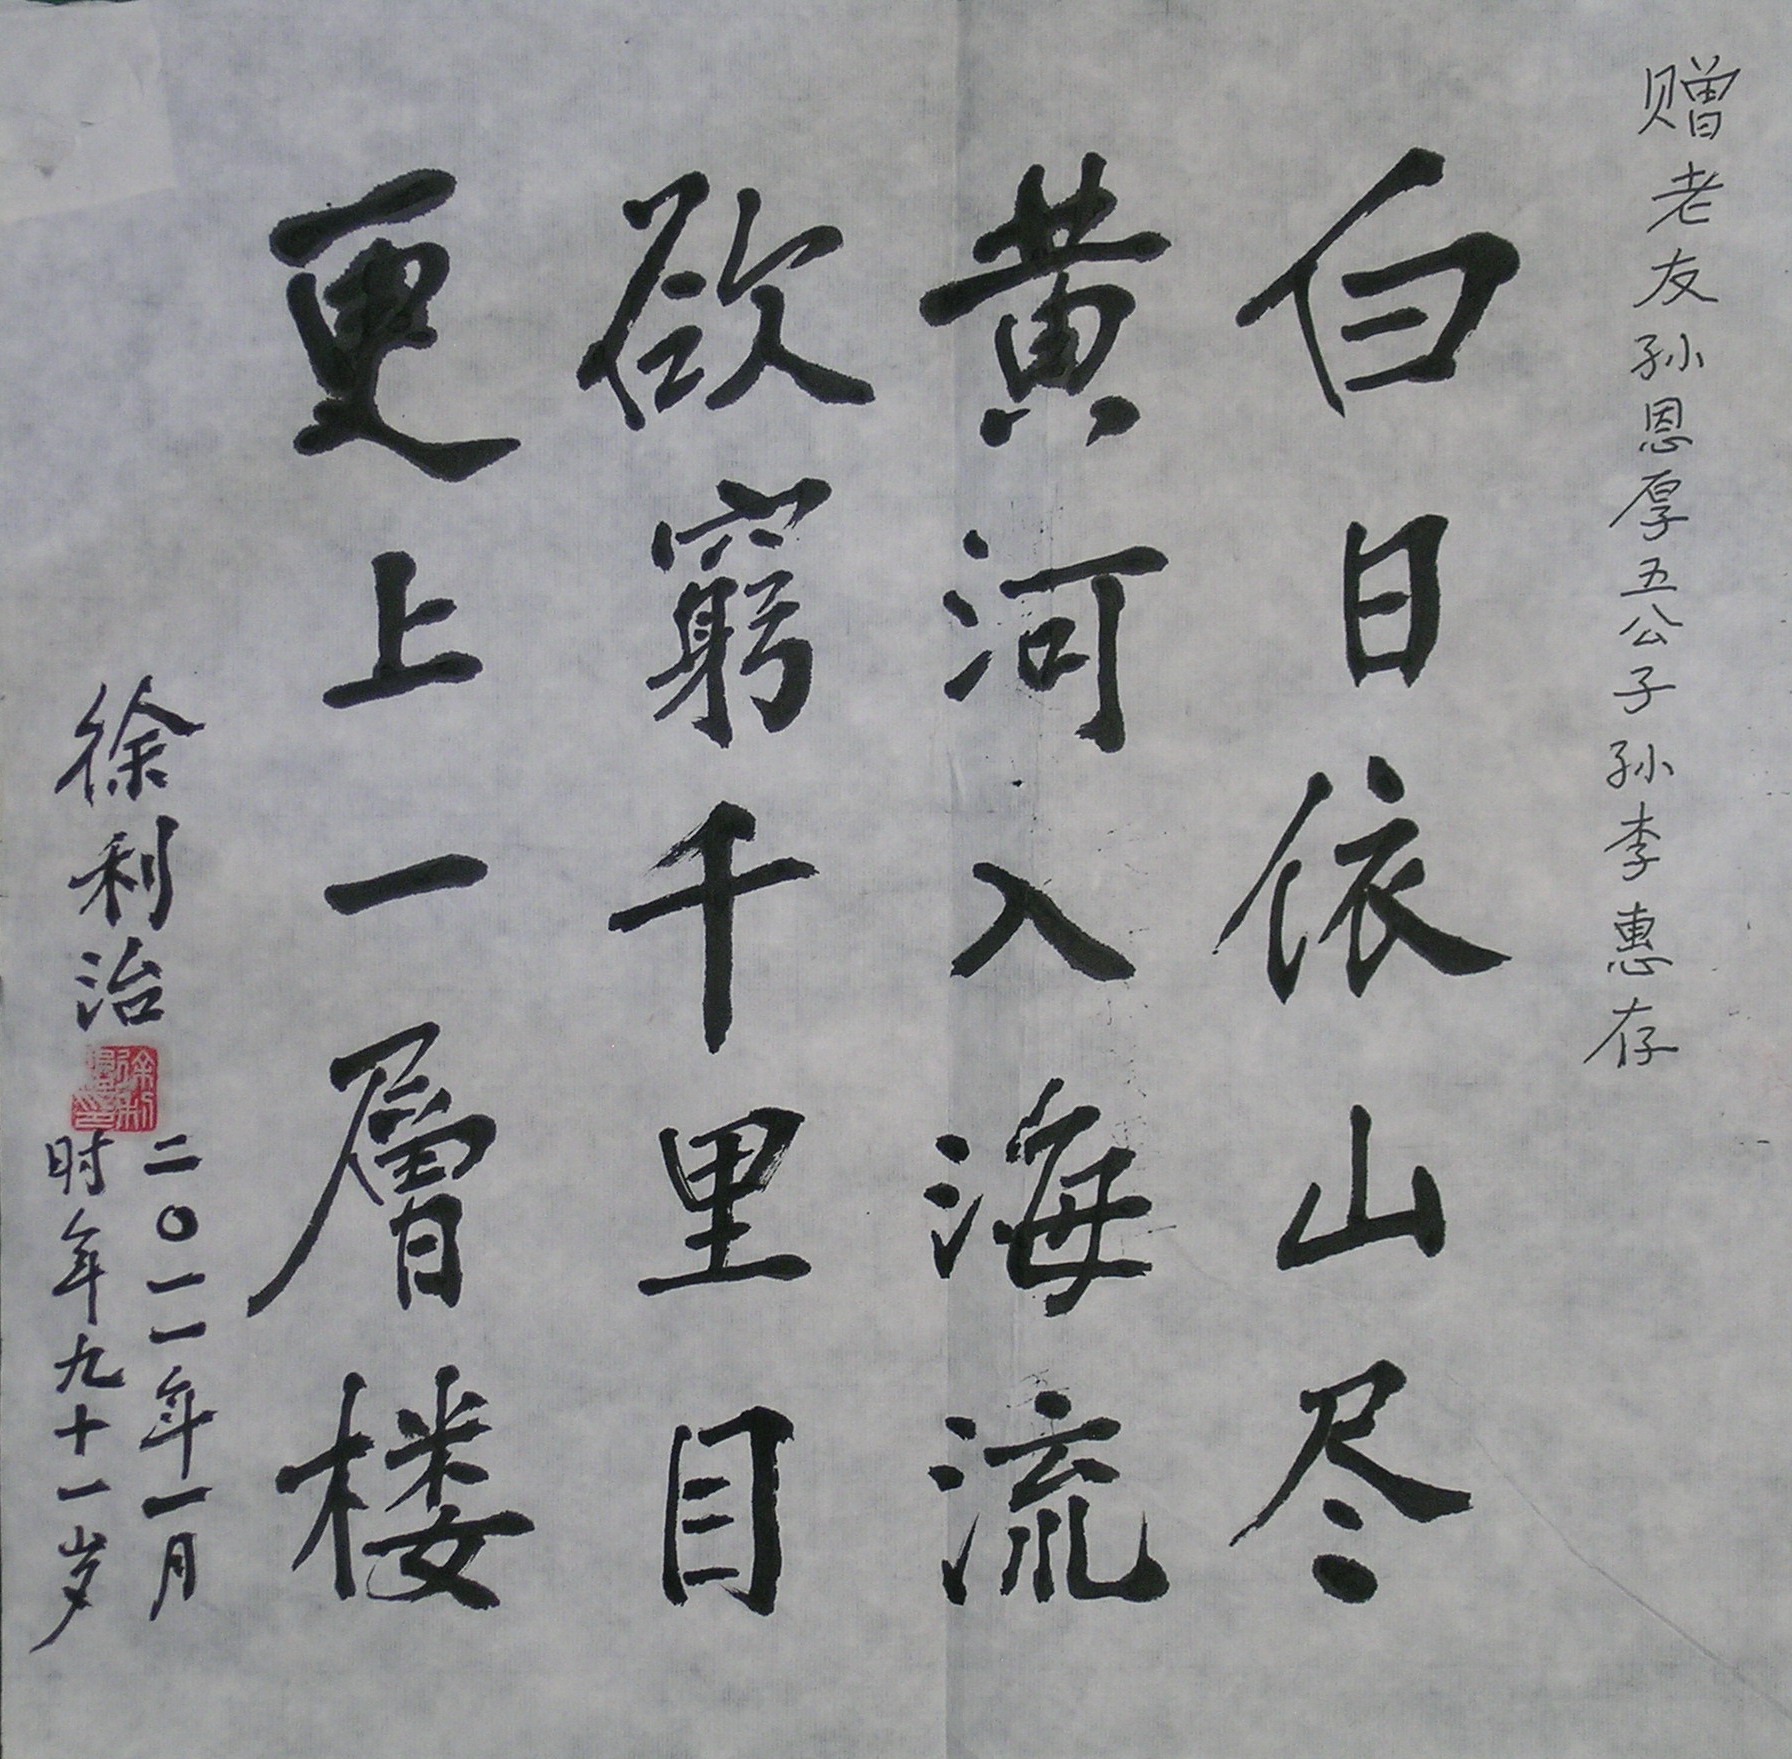 赠老友孙恩厚五公子孙李惠存
白日依山尽
黄河入海流
欲穷千里目
更上一层楼
徐利治
二〇一一年一月
时年九十一岁